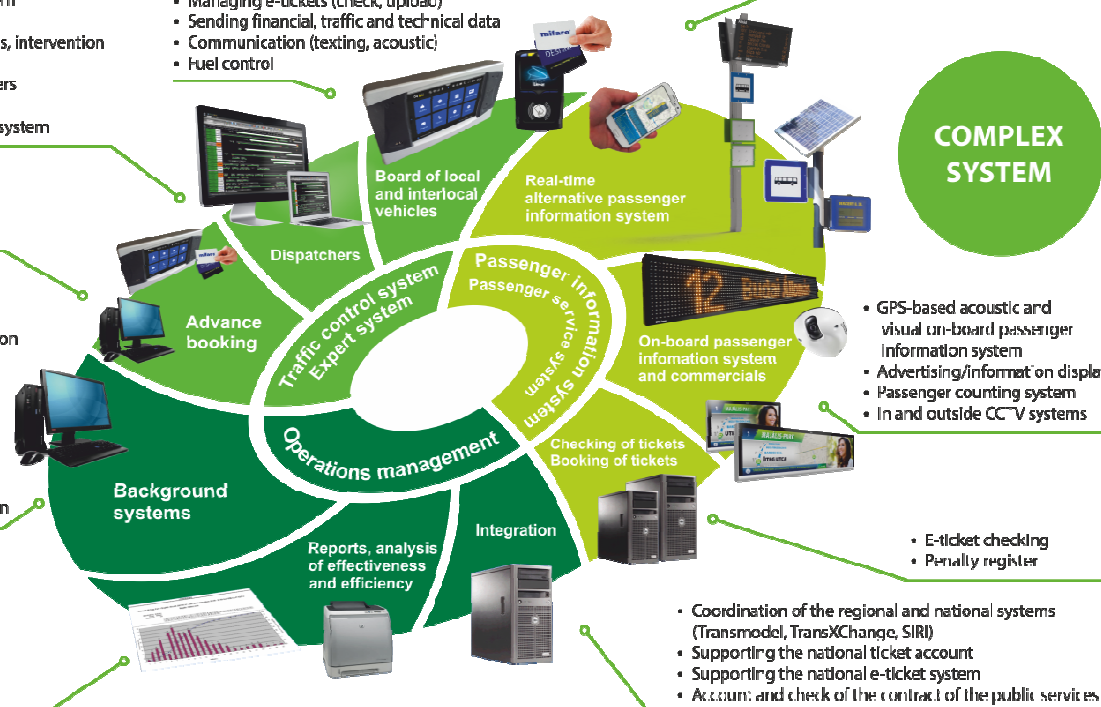 Managing e-tickets (check, upload)
• Sending financial, traffic and technical data
• Communication (texting, acoustic)
• Fuel control
s, intervention
ers
system
on
n
COMPLEX
SYSTEM
Board of local
and interlocal
vehicles
Real-time
alternative passenger
information system
Dispatchers
Advance
booking
Traffic control system
Expert system
Passenger information system
Passenger service system
Operations management
On-board passenger
infomation system
and commercials
Checking of tickets
Booking of tickets
Background
systems
Reports, analysis
of effectiveness
and efficiency
Integration
12
mifare
• GPS-based acoustic and
visual on-board passenger
information system
• Advertising/information displa
• Passenger counting system
• In and outside CCTV systems
• E-ticket checking
• Penalty register
• Coordination of the regional and national systems
(Transmodel, TransXChange, SIRI)
• Supporting the national ticket account
• Supporting the national e-ticket system
• Account and check of the contract of the public services